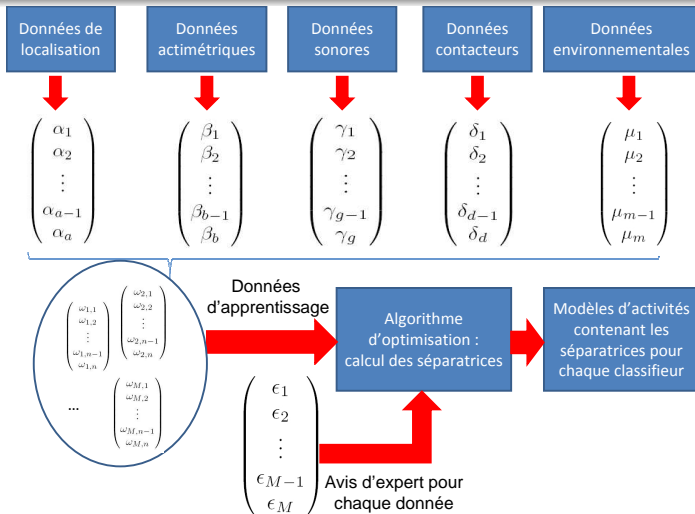 Données de
localisation
Données
actimétriques
Données
sonores
Données
contacteurs
Données
environnementales
α1
α2
⋮
αa−1
αa
β1
β2
⋮
βb−1
βb
γ1
γ2
⋮
γg−1
γg
δ1
δ2
⋮
δd−1
δd
μ1
μ2
⋮
μm−1
μm
ω1,1
ω1,2
⋮
ω1,n−1
ω1,n
ω2,1
ω2,2
⋮
ω2,n−1
ω2,n
...
ωM,1
ωM,2
⋮
ωM,n−1
ωM,n
Données
d'apprentissage
Algorithme
d'optimisation :
calcul des séparatrices
Modèles d'activités
contenant les
séparatrices pour
chaque classifieur
ϵ1
ϵ2
⋮
ϵM−1
ϵM
Avis d'expert pour
chaque donnée